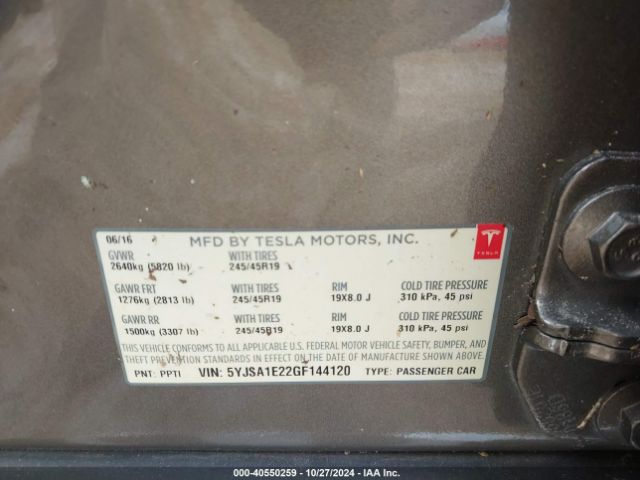 06/16 MFD BY TESLA MOTORS, INC.
GVWR WITH TIRES
2640kg (5820 lb) 245/45R19
GAWR FRT WITH TIRES RIM COLD TIRE PRESSURE
1276kg (2813 lb) 245/45R19 19X8.0 J 310 kPa, 45 psi
GAWR RR WITH TIRES RIM COLD TIRE PRESSURE
1500kg (3307 lb) 245/45R19 19X8.0 J 310 kPa, 45 psi
THIS VEHICLE CONFORMS TO ALL APPLICABLE U.S. FEDERAL MOTOR VEHICLE SAFETY, BUMPER, AND
THEFT PREVENTION STANDARDS IN EFFECT ON THE DATE OF MANUFACTURE SHOWN ABOVE.
PNT: PPTI VIN: 5YJSA1E22GF144120 TYPE: PASSENGER CAR
TESLA
000-40550259 - 10/27/2024 - IAA Inc.